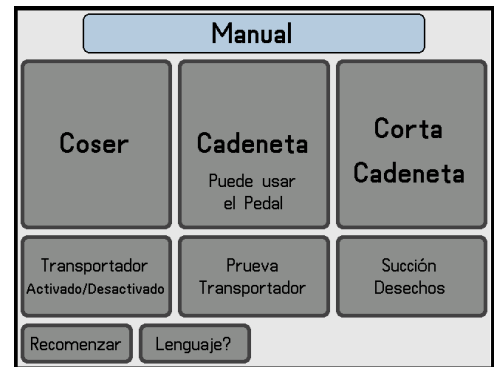 Manual
Coser
Cadeneta
Puede usar
el Pedal
Corta
Cadeneta
Transportador
Activado/Desactivado
Prueva
Transportador
Succión
Desechos
Recomenzar
Lenguaje?